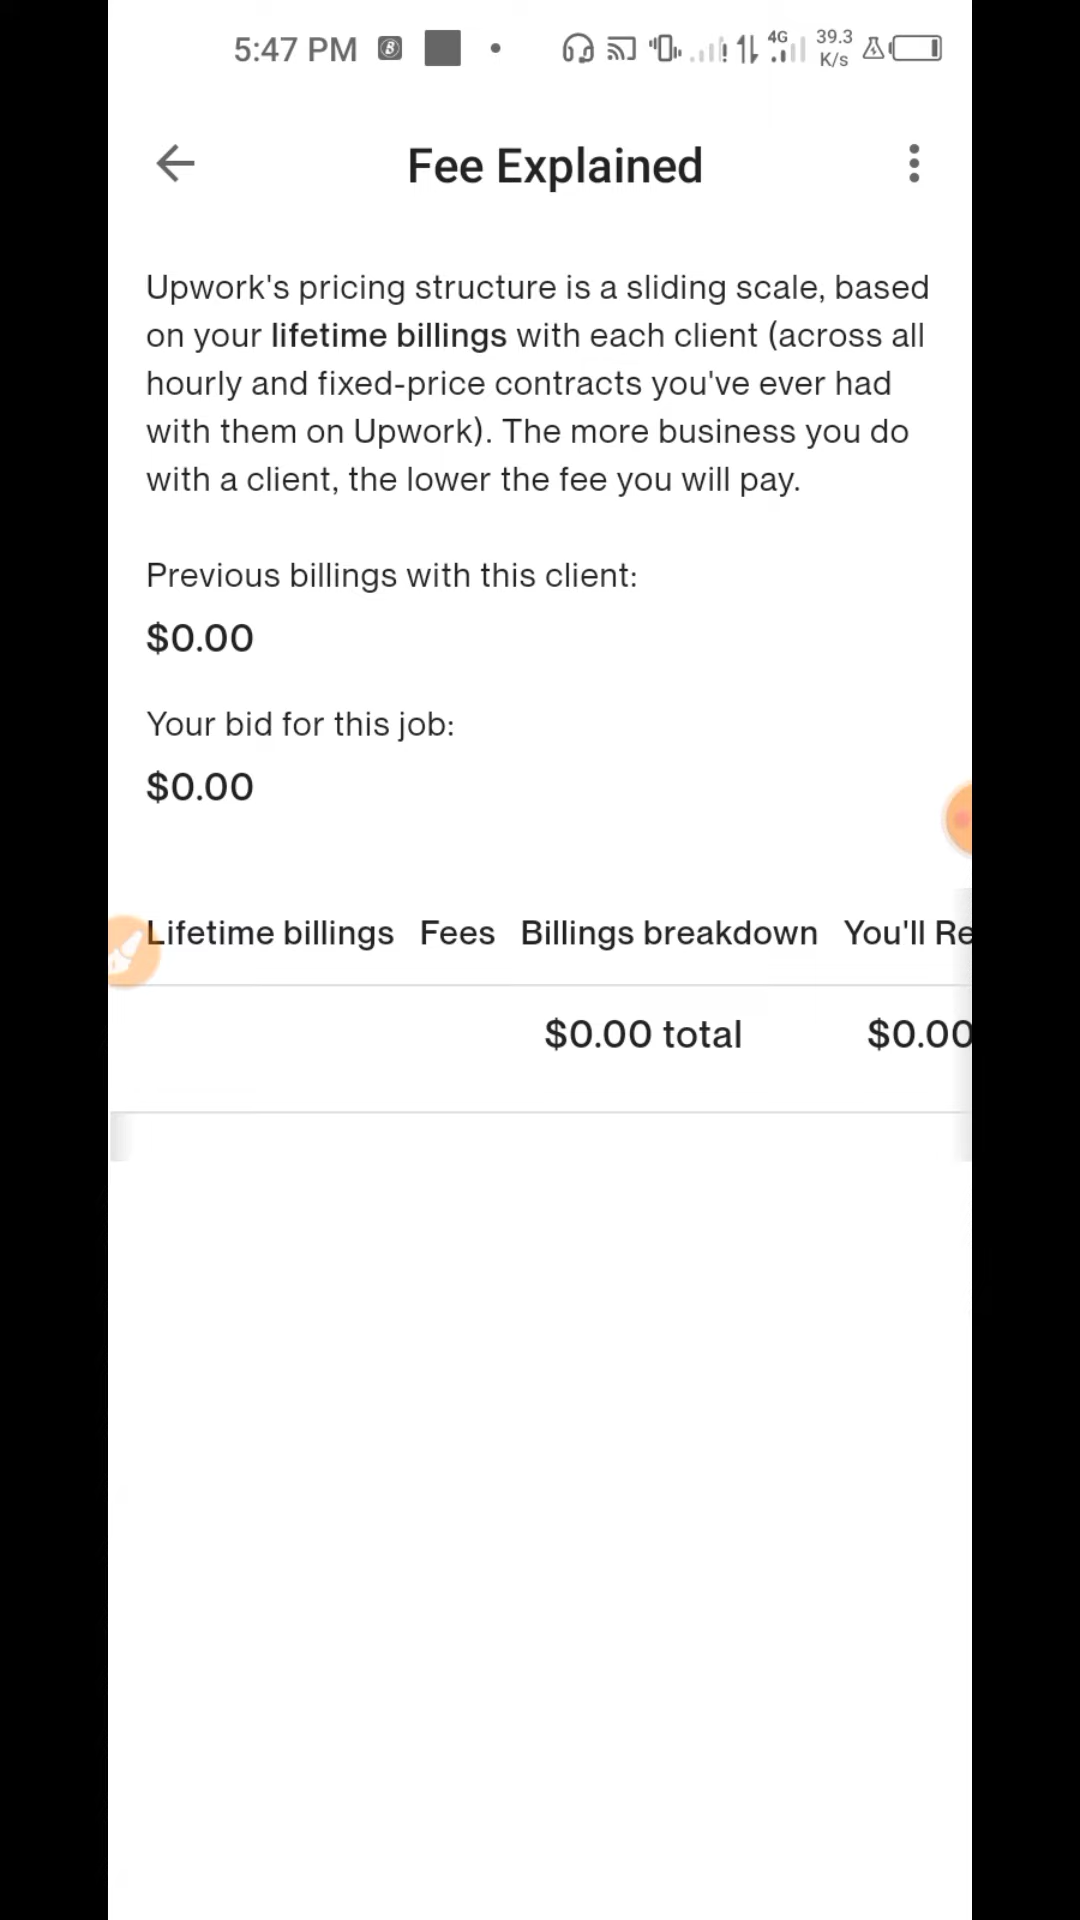 5:47 PM 4G 39.3 K/s
Fee Explained
Upwork's pricing structure is a sliding scale, based
on your lifetime billings with each client (across all
hourly and fixed-price contracts you've ever had
with them on Upwork). The more business you do
with a client, the lower the fee you will pay.
Previous billings with this client:
$0.00
Your bid for this job:
$0.00
Lifetime billings Fees Billings breakdown You'll Re
$0.00 total $0.00